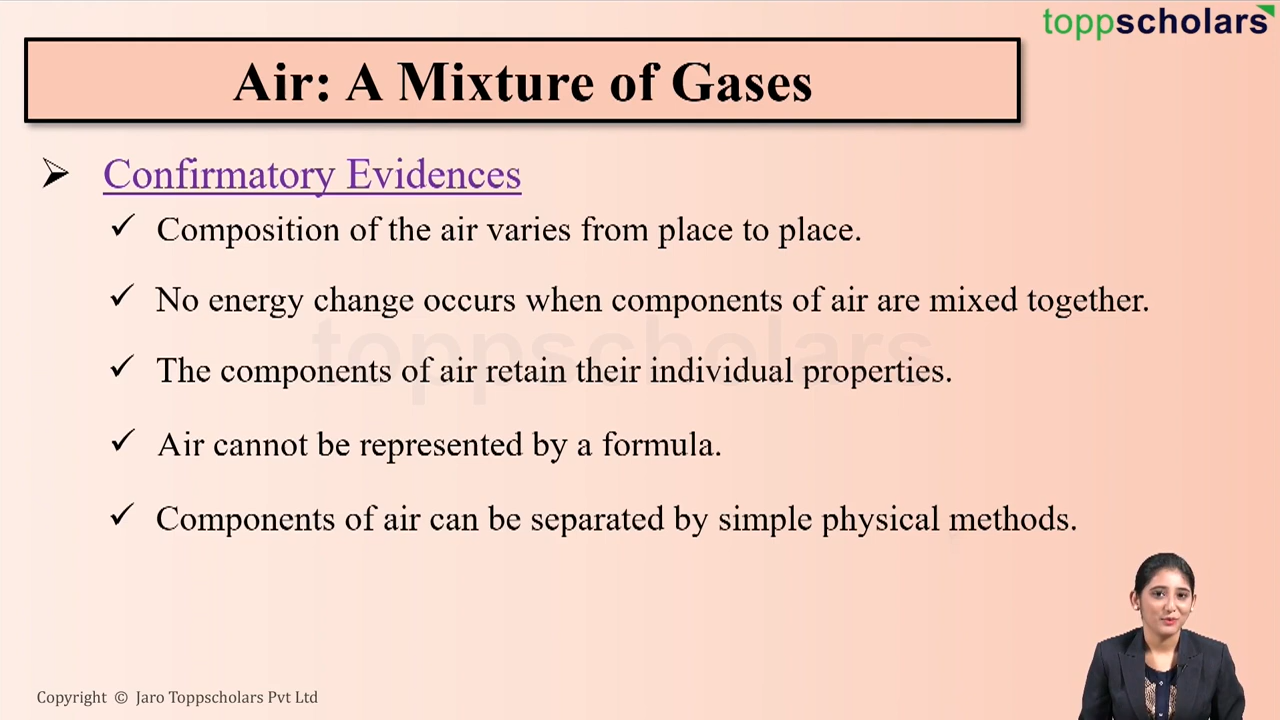 toppscholars
Air: A Mixture of Gases
Confirmatory Evidences
Composition of the air varies from place to place.
No energy change occurs when components of air are mixed together.
toppscholars
The components of air retain their individual properties.
Air cannot be represented by a formula.
Components of air can be separated by simple physical methods.
Copyright © Jaro Toppscholars Pvt Ltd